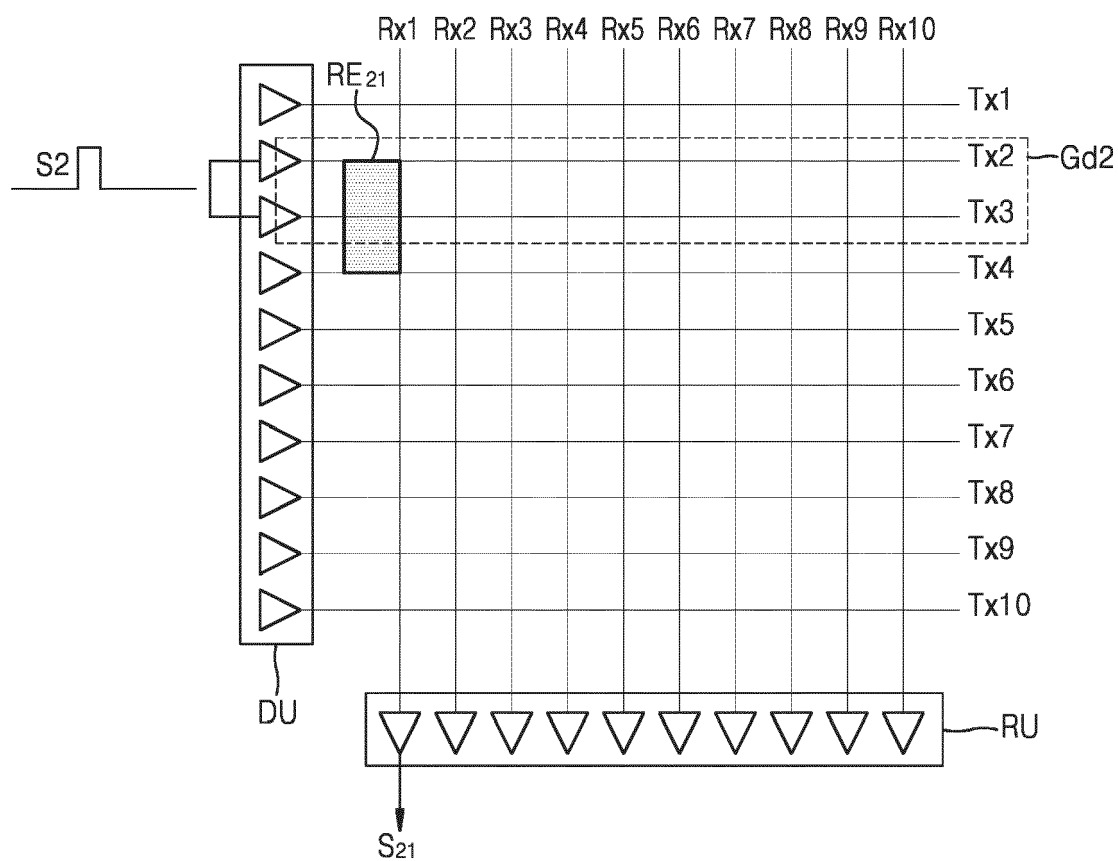 Rx1 Rx2 Rx3 Rx4 Rx5 Rx6 Rx7 Rx8 Rx9 Rx10
RE21
Tx1
S2
Tx2
Gd2
Tx3
Tx4
Tx5
Tx6
Tx7
Tx8
Tx9
Tx10
DU
RU
S21